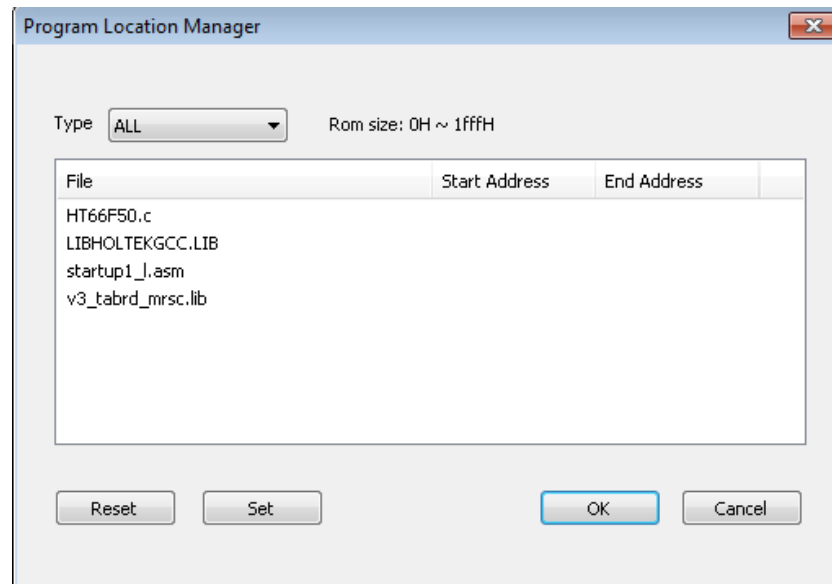 Program Location Manager
Type ALL Rom size: 0H ~ 1fffH
File Start Address End Address
HT66F50.c
LIBHOLTEKGCC.LIB
startup1_l.asm
v3_tabrd_mrsc.lib
Reset Set OK Cancel